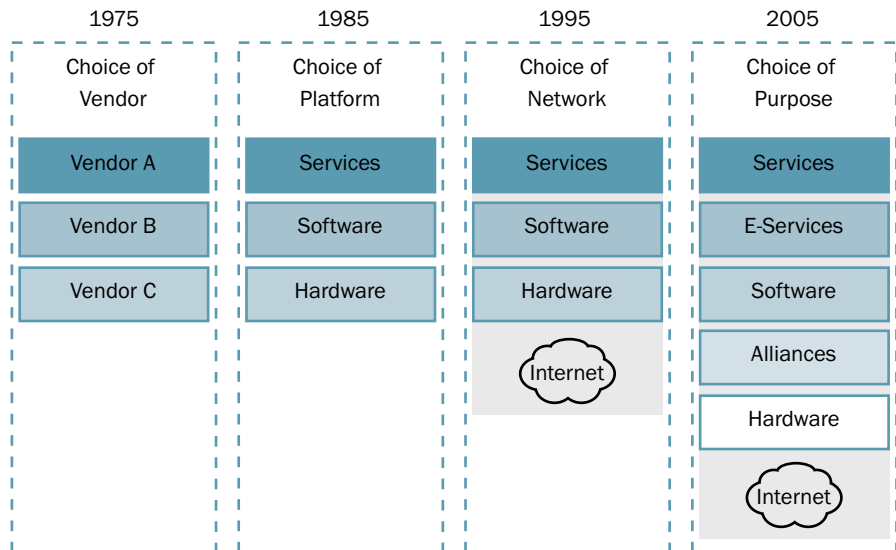 1975
Choice of
Vendor
Vendor A
Vendor B
Vendor C
1985
Choice of
Platform
Services
Software
Hardware
1995
Choice of
Network
Services
Software
Hardware
Internet
2005
Choice of
Purpose
Services
E-Services
Software
Alliances
Hardware
Internet